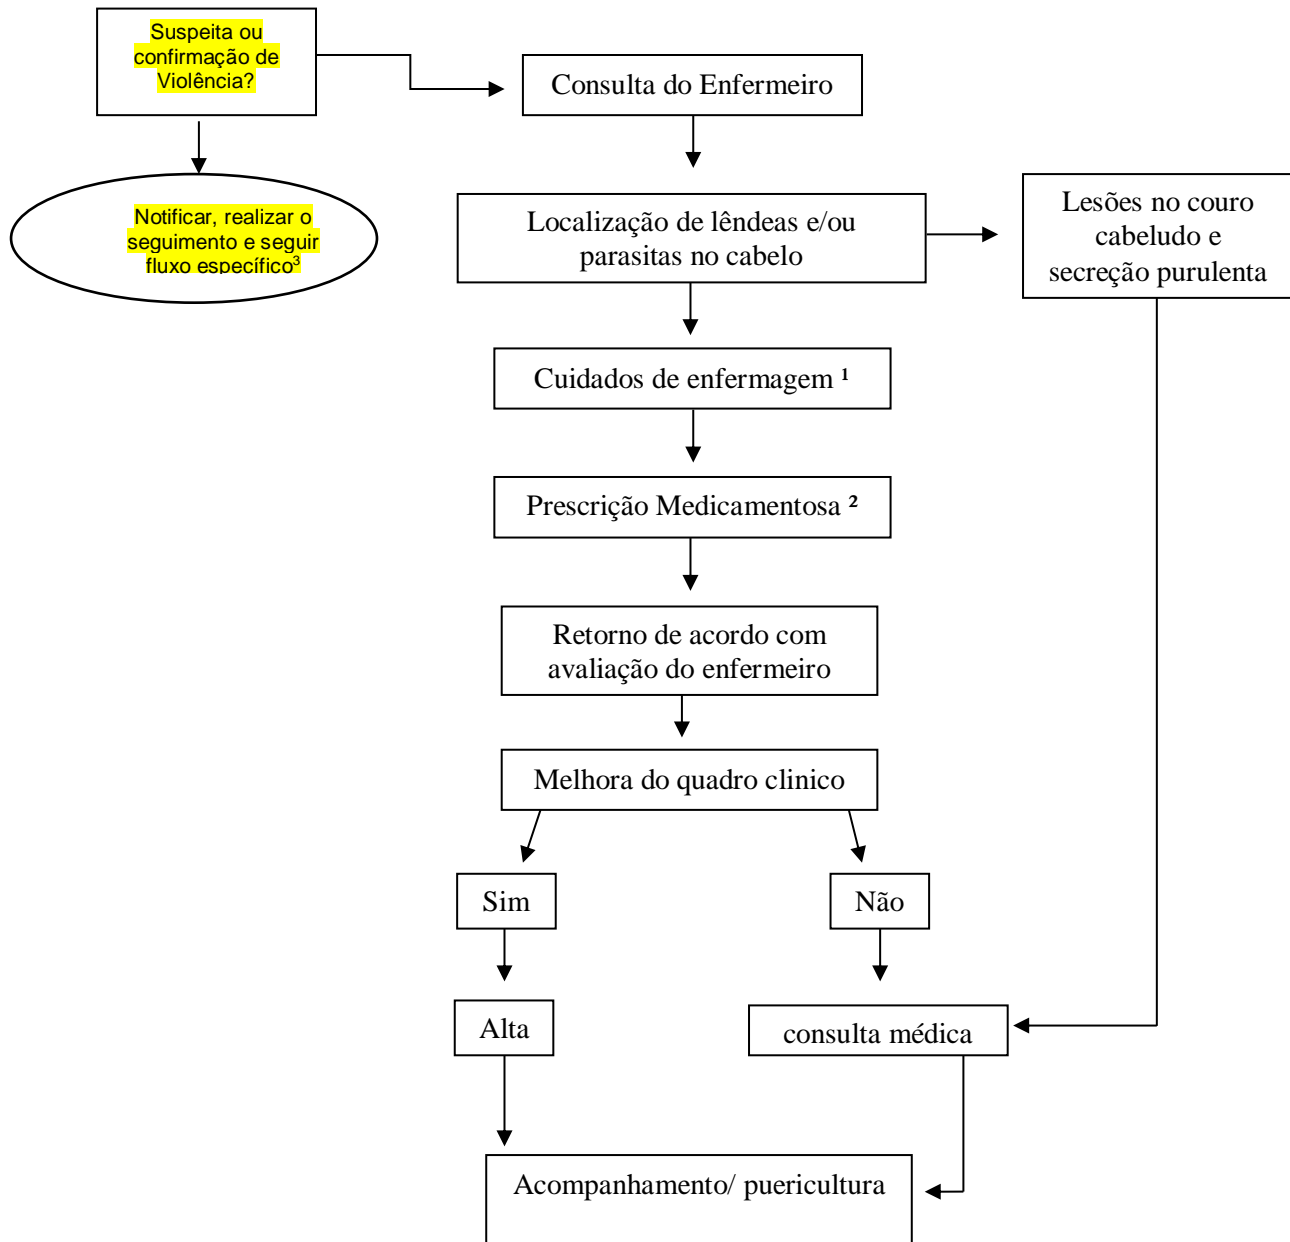 Suspeita ou
confirmação de
Violência?
Consulta do Enfermeiro
Notificar, realizar o
seguimento e seguir
fluxo específico³
Localização de lêndeas e/ou
parasitas no cabelo
Lesões no couro
cabeludo e
secreção purulenta
Cuidados de enfermagem ¹
Prescrição Medicamentosa ²
Retorno de acordo com
avaliação do enfermeiro
Melhora do quadro clinico
Sim
Não
Alta
consulta médica
Acompanhamento/ puericultura